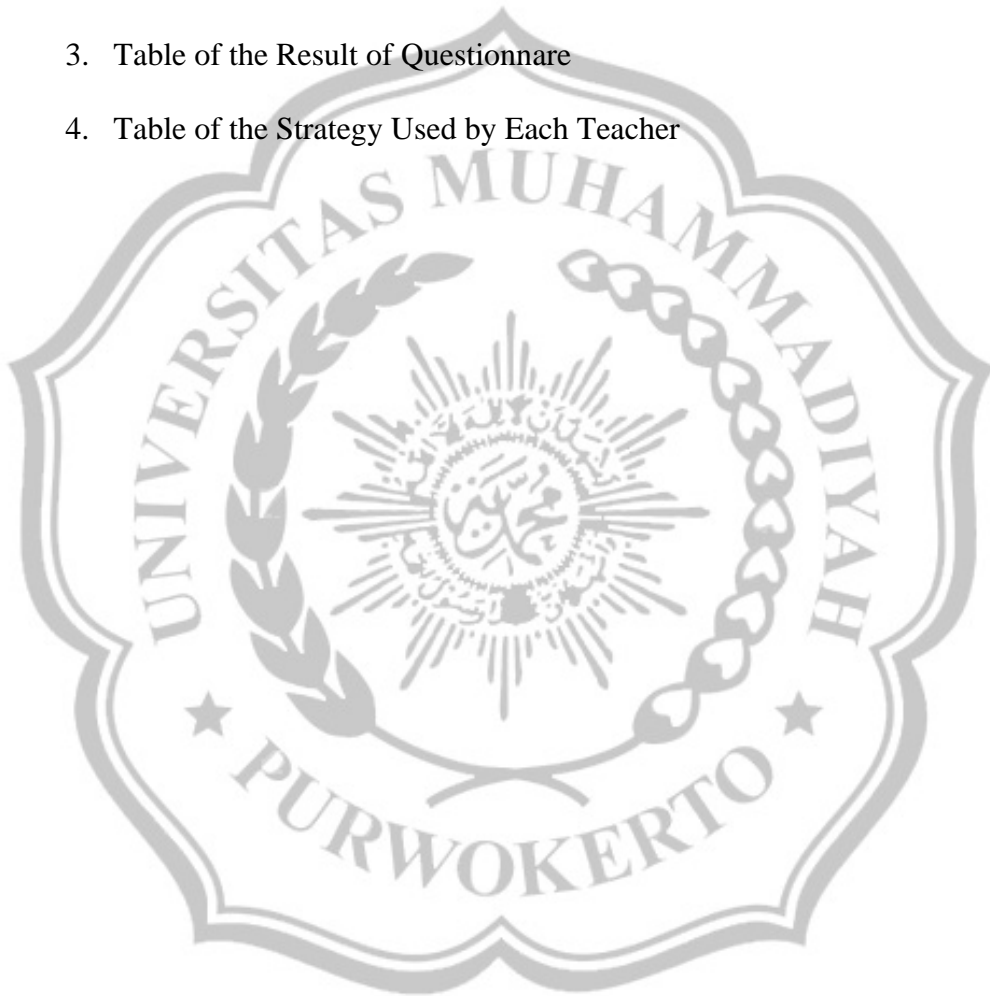 3. Table of the Result of Questionnare
4. Table of the Strategy Used by Each Teacher
UNIVERSITAS MUHAMMADIYAH
PURWOKERTO